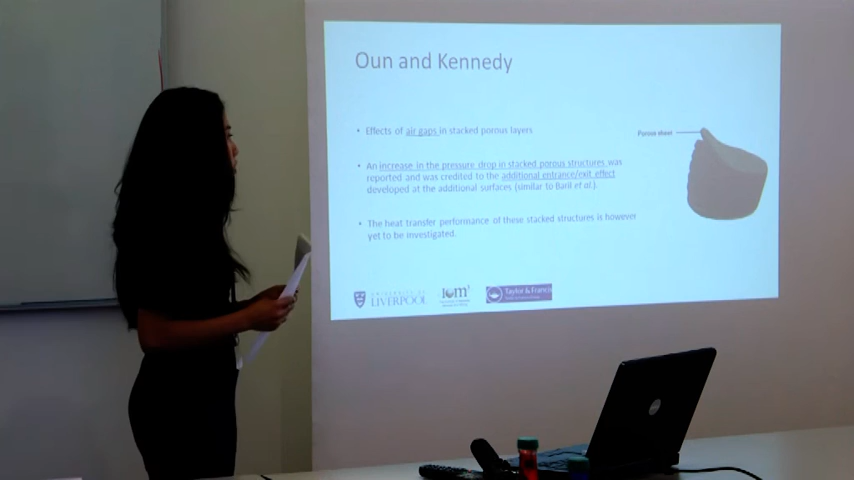 Oun and Kennedy
• Effects of air gaps in stacked porous layers
• An increase in the pressure drop in stacked porous structures was
reported and was credited to the additional entrance/exit effect
developed at the additional surfaces (similar to Baril et al.).
• The heat transfer performance of these stacked structures is however
yet to be investigated.
Porous sheet
UNIVERSITY OF
LIVERPOOL
IOM³
Taylor & Francis